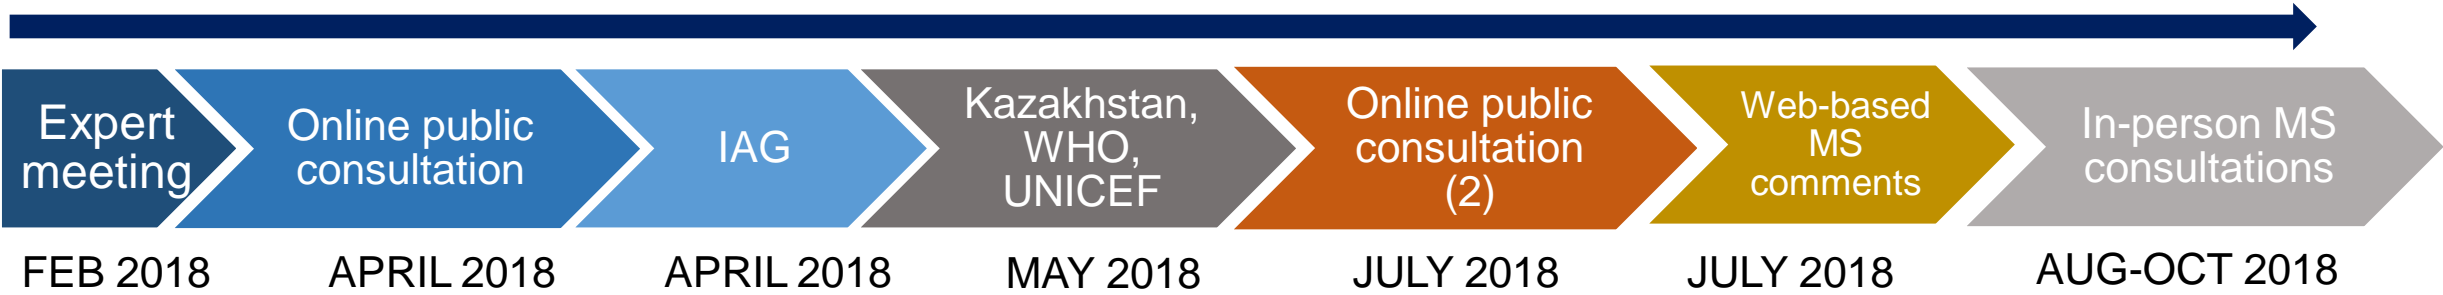 Expert
meeting
Online public
consultation
IAG
Kazakhstan,
WHO,
UNICEF
Online public
consultation
(2)
Web-based
MS
comments
In-person MS
consultations
FEB 2018
APRIL 2018
APRIL 2018
MAY 2018
JULY 2018
JULY 2018
AUG-OCT 2018